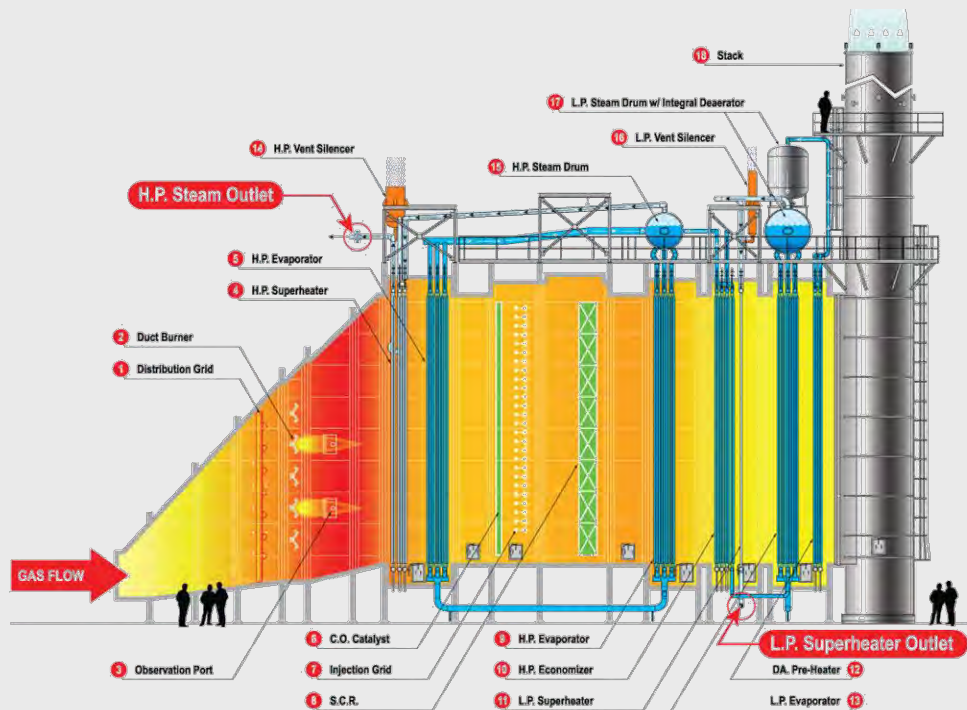 18 Stack
17 L.P. Steam Drum w/ Integral Deaerator
16 L.P. Vent Silencer
14 H.P. Vent Silencer
15 H.P. Steam Drum
H.P. Steam Outlet
5 H.P. Evaporator
4 H.P. Superheater
2 Duct Burner
1 Distribution Grid
GAS FLOW
6 C.O. Catalyst
9 H.P. Evaporator
L.P. Superheater Outlet
3 Observation Port
7 Injection Grid
10 H.P. Economizer
DA. Pre-Heater 12
8 S.C.R.
11 L.P. Superheater
L.P. Evaporator 13